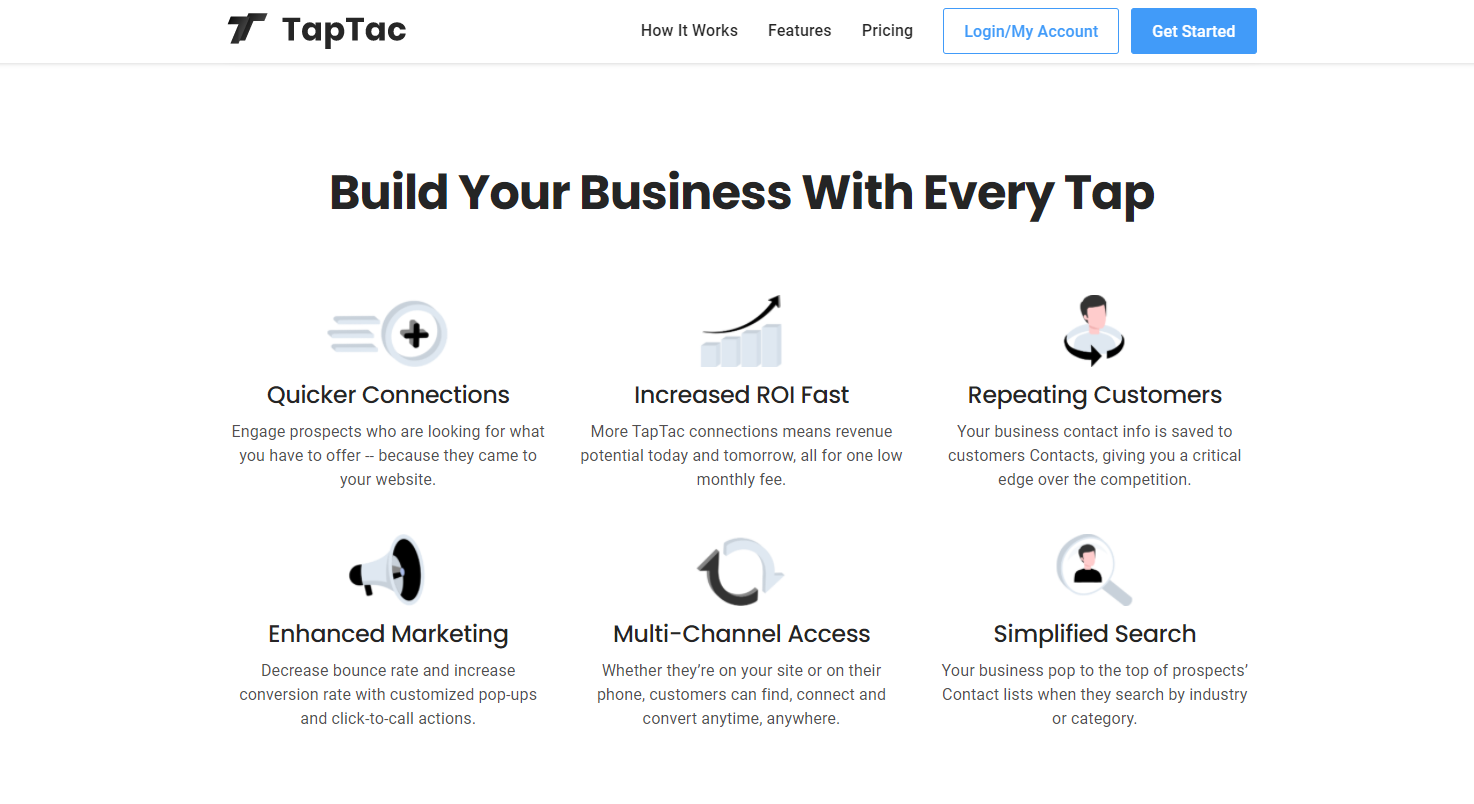 TapTac
How It Works
Features
Pricing
Login/My Account
Get Started
Build Your Business With Every Tap
Quicker Connections
Engage prospects who are looking for what
you have to offer -- because they came to
your website.
Increased ROI Fast
More TapTac connections means revenue
potential today and tomorrow, all for one low
monthly fee.
Repeating Customers
Your business contact info is saved to
customers Contacts, giving you a critical
edge over the competition.
Enhanced Marketing
Decrease bounce rate and increase
conversion rate with customized pop-ups
and click-to-call actions.
Multi-Channel Access
Whether they’re on your site or on their
phone, customers can find, connect and
convert anytime, anywhere.
Simplified Search
Your business pop to the top of prospects’
Contact lists when they search by industry
or category.